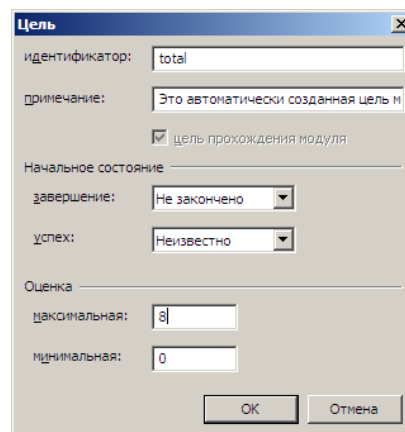 Цель
идентификатор: total
примечание: Это автоматически созданная цель м
цель прохождения модуля
Начальное состояние
завершение: Не закончено
успех: Неизвестно
Оценка
максимальная: 8
минимальная: 0
ОК Отмена